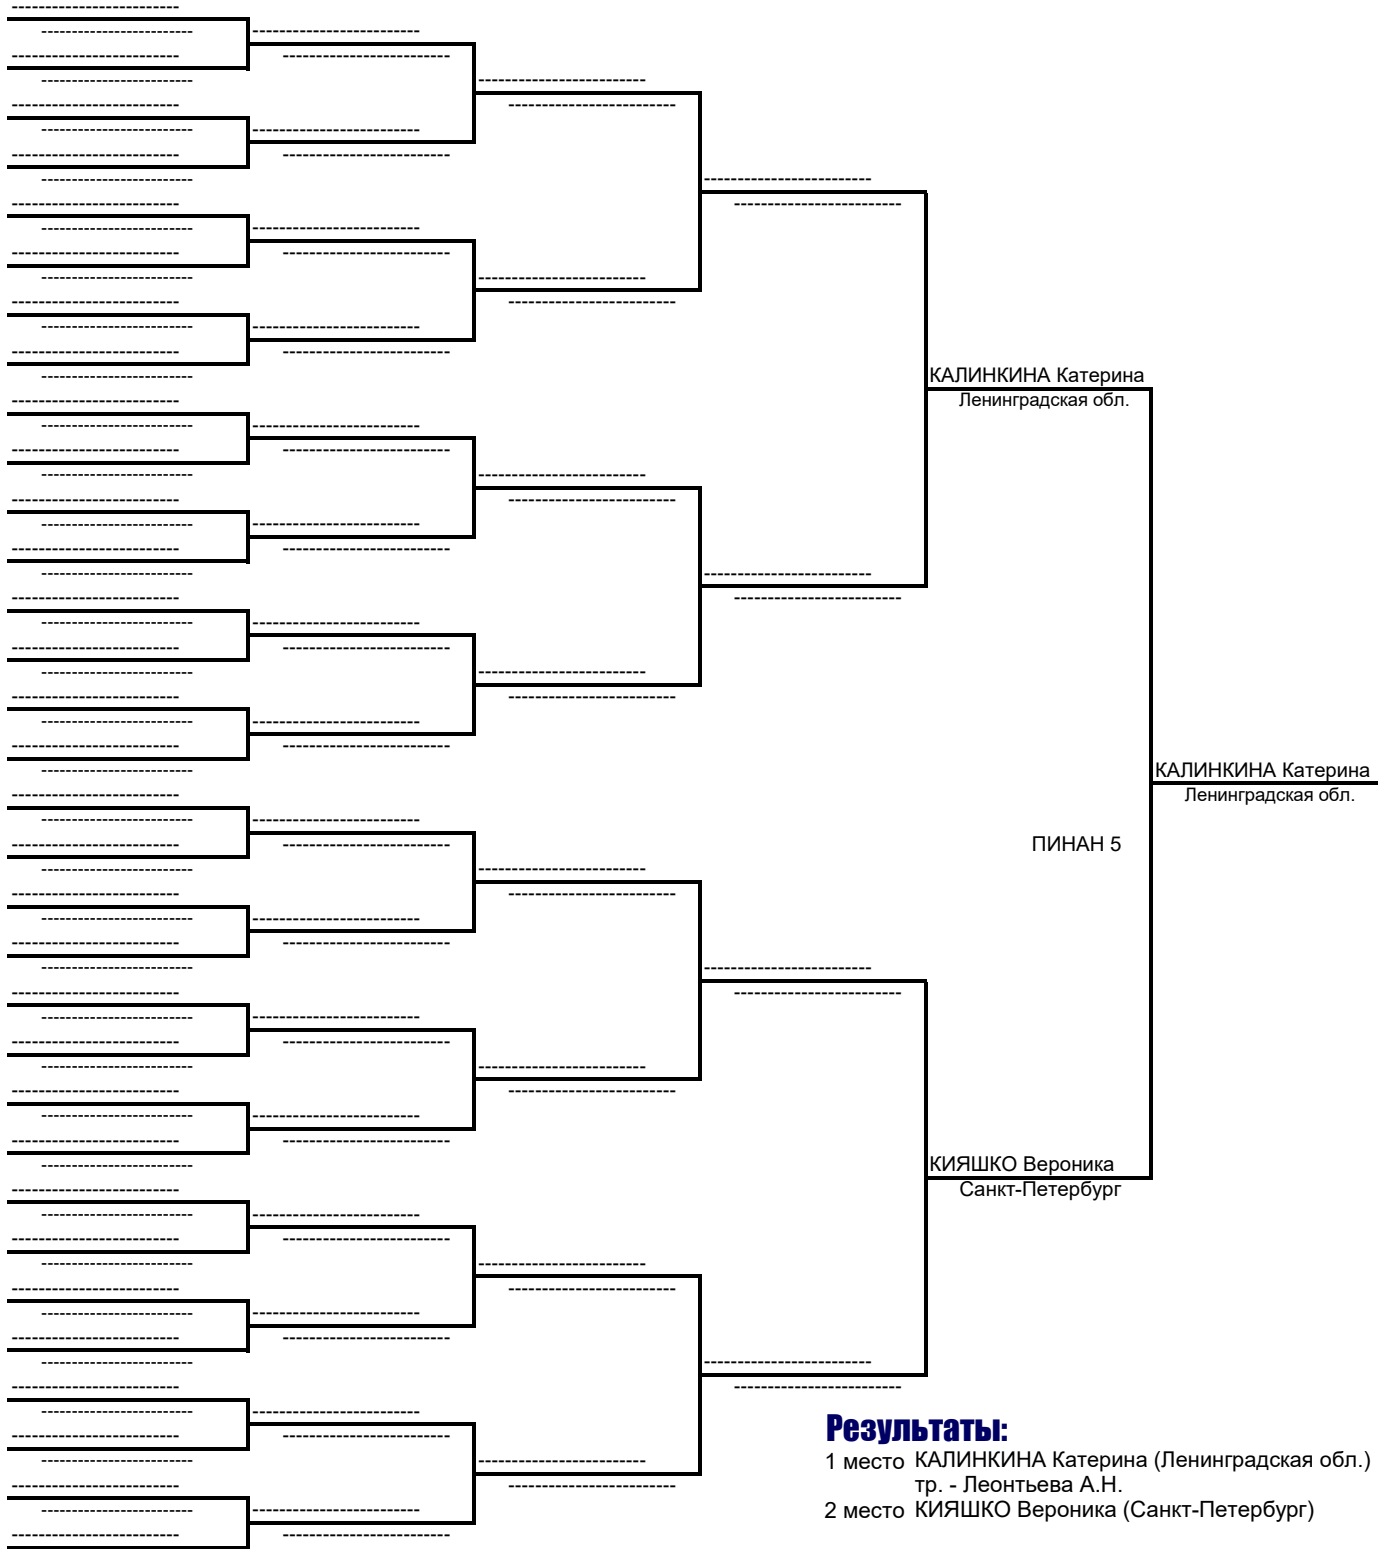 КАЛИНКИНА Катерина
Ленинградская обл.
КАЛИНКИНА Катерина
Ленинградская обл.
ПИНАН 5
КИЯШКО Вероника
Санкт-Петербург
Результаты:
1 место КАЛИНКИНА Катерина (Ленинградская обл.)
тр. - Леонтьева А.Н.
2 место КИЯШКО Вероника (Санкт-Петербург)